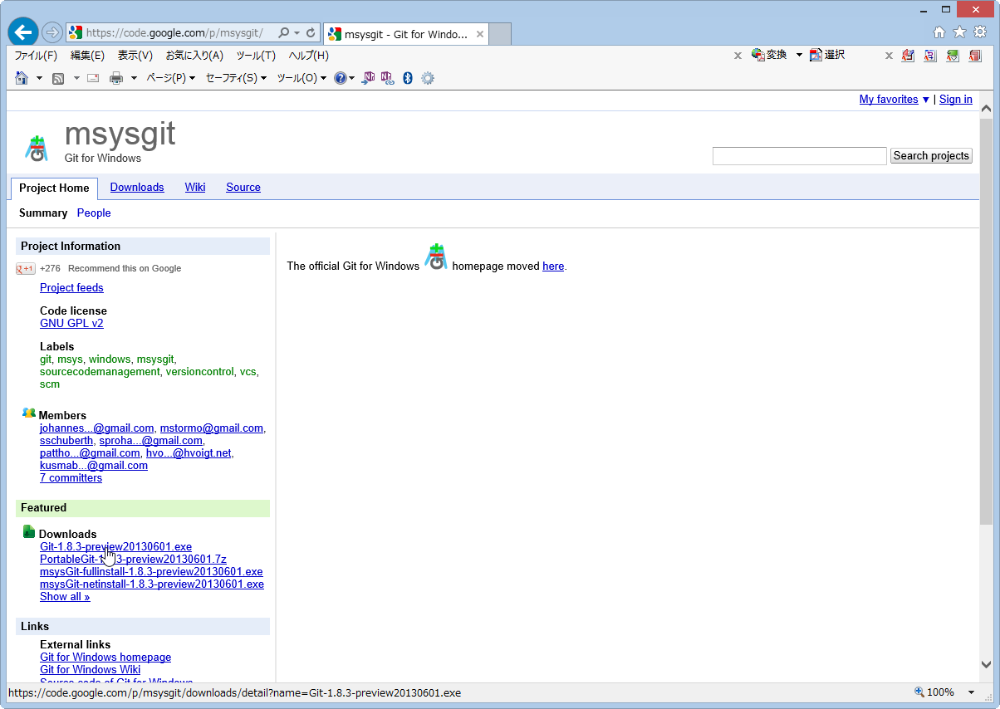 https://code.google.com/p/msysgit/
msysgit - Git for Windo...
ファイル(F) 編集(E) 表示(V) お気に入り(A) ツール(T) ヘルプ(H)
変換 選択
ページ(P) セーフティ(S) ツール(O)
My favorites ▼ | Sign in
msysgit
Git for Windows
Search projects
Project Home Downloads Wiki Source
Summary People
Project Information
+1 +276 Recommend this on Google
Project feeds
Code license
GNU GPL v2
Labels
git, msys, windows, msysgit,
sourcecodemanagement, versioncontrol, vcs,
scm
Members
johannes...@gmail.com, mstormo@gmail.com,
sschuberth, sproha...@gmail.com,
pattho...@gmail.com, hvo...@hvoigt.net,
kusmab...@gmail.com
7 committers
Featured
Downloads
Git-1.8.3-preview20130601.exe
PortableGit-1.8.3-preview20130601.7z
msysGit-fullinstall-1.8.3-preview20130601.exe
msysGit-netinstall-1.8.3-preview20130601.exe
Show all »
Links
External links
Git for Windows homepage
Git for Windows Wiki
Source code of Git for Windows
The official Git for Windows homepage moved here.
https://code.google.com/p/msysgit/downloads/detail?name=Git-1.8.3-preview20130601.exe
100%